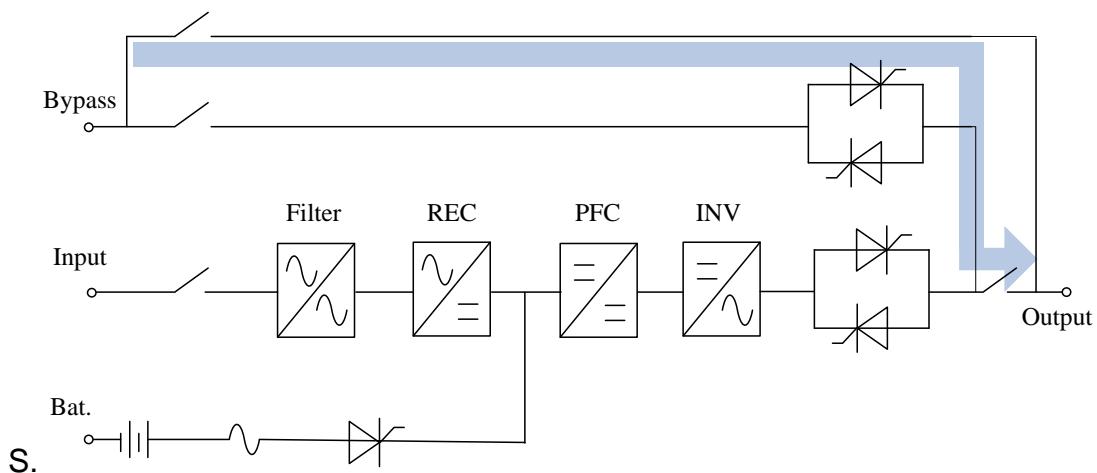 Bypass
Filter REC PFC INV
Input
Output
Bat.
S.